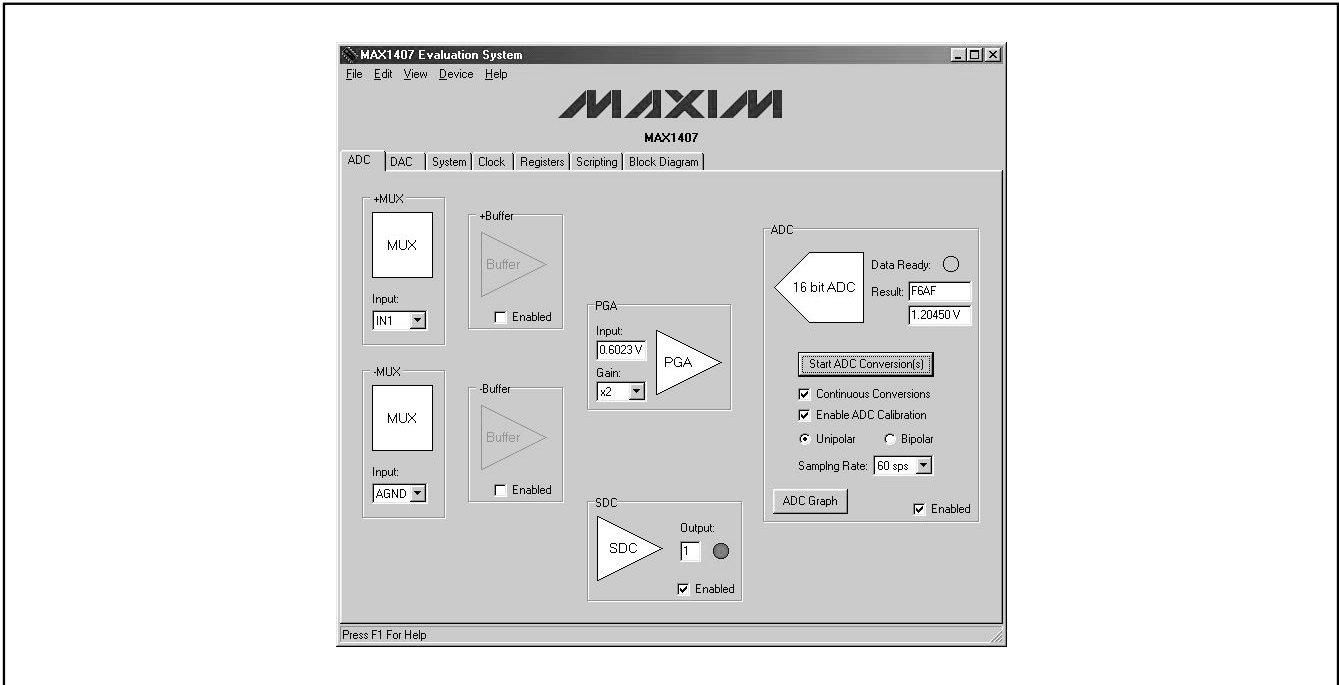 MAX1407 Evaluation System
File Edit View Device Help
MAXIM
MAX1407
ADC DAC System Clock Registers Scripting Block Diagram
+MUX
MUX
Input:
IN1
+Buffer
Buffer
Enabled
-MUX
MUX
Input:
AGND
-Buffer
Buffer
Enabled
PGA
Input:
0.6023 V
Gain:
x2
PGA
SDC
SDC
Output:
1
Enabled
ADC
16 bit ADC
Data Ready:
Result: F6AF
1.20450 V
Start ADC Conversion(s)
Continuous Conversions
Enable ADC Calibration
Unipolar Bipolar
Samplng Rate: 60 sps
ADC Graph
Enabled
Press F1 For Help